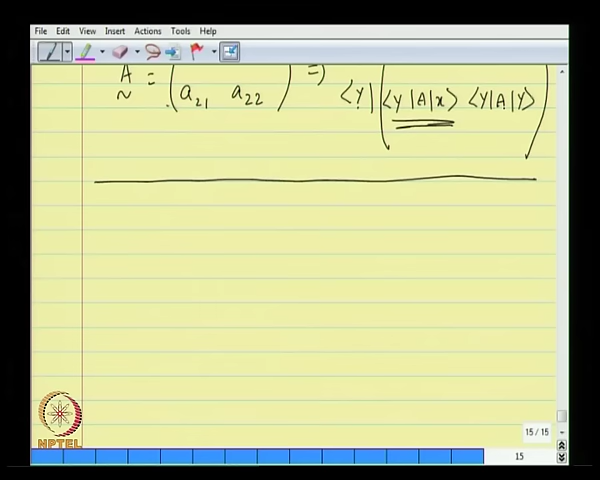 File Edit View Insert Actions Tools Help
A ~ = ( a21 a22 ) => <Y| ( <Y|A|x> <Y|A|Y> )
15 / 15
NPTEL
15